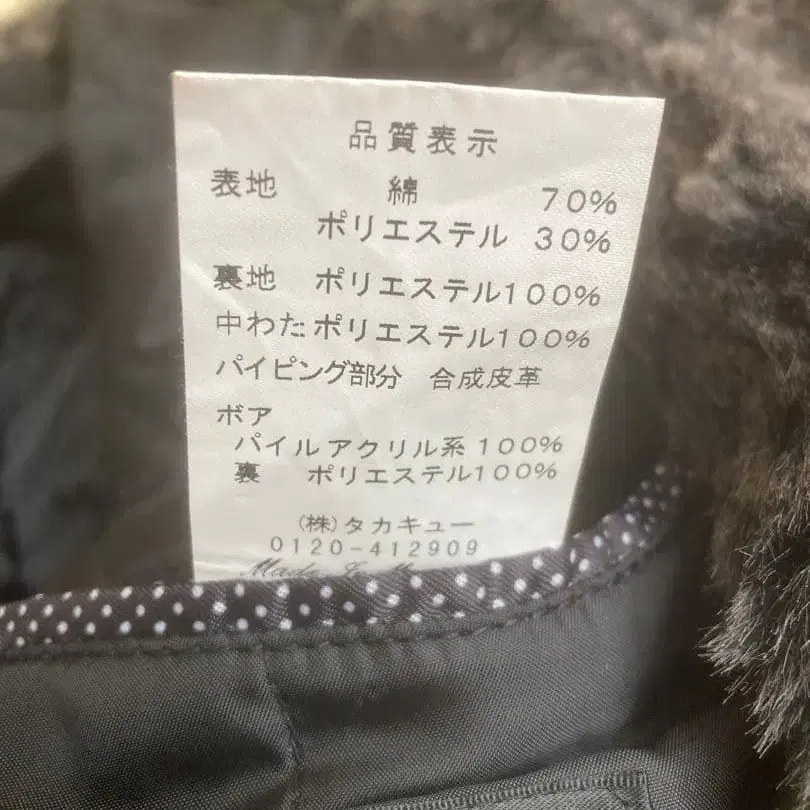 品質表示
表地 綿 70%
ポリエステル 30%
裏地 ポリエステル100%
中わた ポリエステル100%
パイピング部分 合成皮革
ボア
パイル アクリル系 100%
裏 ポリエステル100%
(株)タカキュー
0120-412909
Made